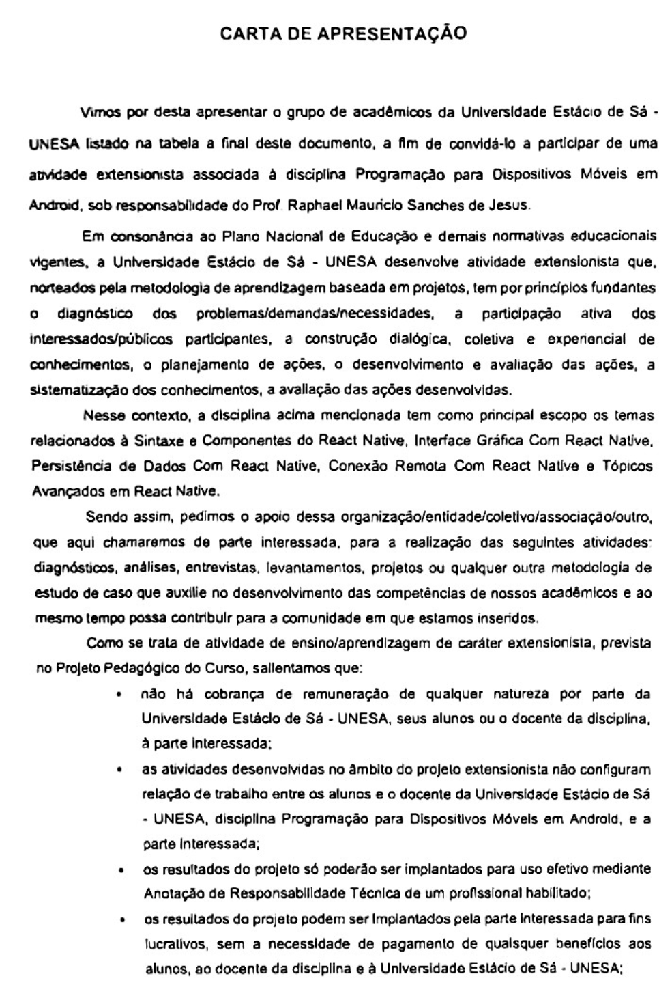 CARTA DE APRESENTAÇÃO
Vimos por desta apresentar o grupo de acadêmicos da Universidade Estácio de Sá -
UNESA listado na tabela a final deste documento, a fim de convidá-lo a participar de uma
atividade extensionista associada à disciplina Programação para Dispositivos Móveis em
Android, sob responsabilidade do Prof. Raphael Mauricio Sanches de Jesus.
Em consonância ao Plano Nacional de Educação e demais normativas educacionais
vigentes, a Universidade Estácio de Sá - UNESA desenvolve atividade extensionista que,
norteados pela metodologia de aprendizagem baseada em projetos, tem por princípios fundantes
o diagnóstico dos problemas/demandas/necessidades, a participação ativa dos
interessados/públicos participantes, a construção dialógica, coletiva e experiencial de
conhecimentos, o planejamento de ações, o desenvolvimento e avaliação das ações, a
sistematização dos conhecimentos, a avaliação das ações desenvolvidas.
Nesse contexto, a disciplina acima mencionada tem como principal escopo os temas
relacionados à Sintaxe e Componentes do React Native, Interface Gráfica Com React Native,
Persistência de Dados Com React Native, Conexão Remota Com React Native e Tópicos
Avançados em React Native.
Sendo assim, pedimos o apoio dessa organização/entidade/coletivo/associação/outro,
que aqui chamaremos de parte interessada, para a realização das seguintes atividades:
diagnósticos, análises, entrevistas, levantamentos, projetos ou qualquer outra metodologia de
estudo de caso que auxilie no desenvolvimento das competências de nossos acadêmicos e ao
mesmo tempo possa contribuir para a comunidade em que estamos inseridos.
Como se trata de atividade de ensino/aprendizagem de caráter extensionista, prevista
no Projeto Pedagógico do Curso, salientamos que:
• não há cobrança de remuneração de qualquer natureza por parte da
Universidade Estácio de Sá - UNESA, seus alunos ou o docente da disciplina,
à parte interessada;
• as atividades desenvolvidas no âmbito do projeto extensionista não configuram
relação de trabalho entre os alunos e o docente da Universidade Estácio de Sá
- UNESA, disciplina Programação para Dispositivos Móveis em Android, e a
parte interessada;
• os resultados do projeto só poderão ser implantados para uso efetivo mediante
Anotação de Responsabilidade Técnica de um profissional habilitado;
• os resultados do projeto podem ser implantados pela parte interessada para fins
lucrativos, sem a necessidade de pagamento de quaisquer benefícios aos
alunos, ao docente da disciplina e à Universidade Estácio de Sá - UNESA;